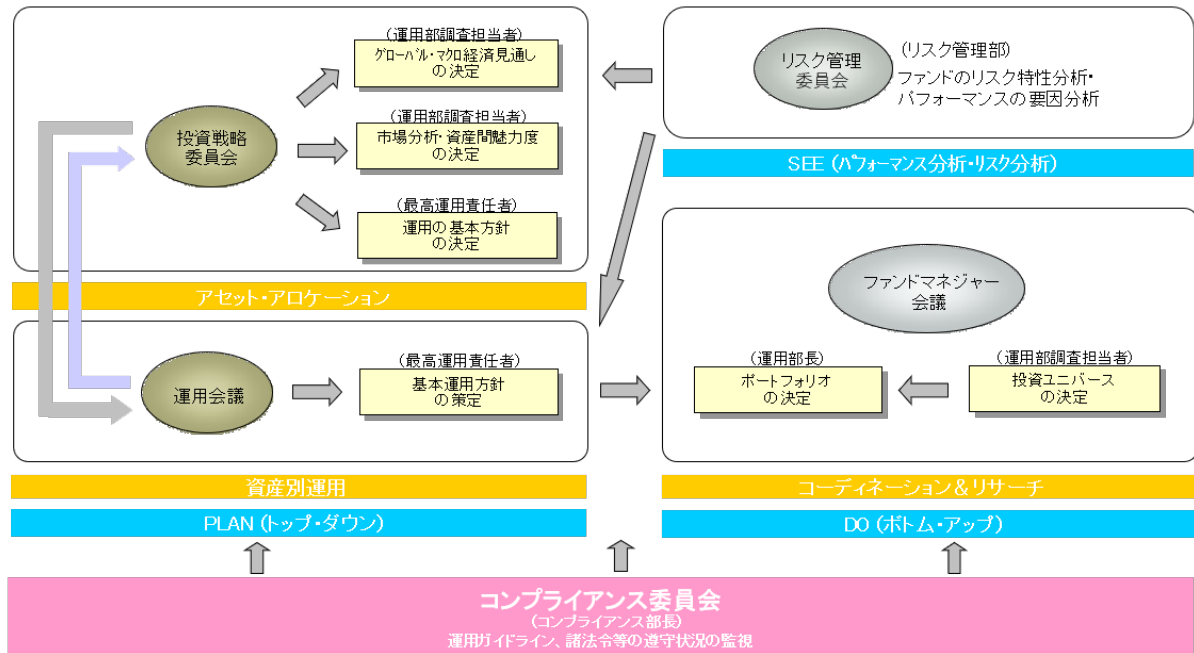 (運用部調査担当者)
グローバル・マクロ経済見通し
の決定
(運用部調査担当者)
市場分析・資産間魅力度
の決定
(最高運用責任者)
運用の基本方針
の決定
投資戦略
委員会
アセット・アロケーション
運用会議
(最高運用責任者)
基本運用方針
の策定
資産別運用
PLAN (トップ・ダウン)
リスク管理
委員会
(リスク管理部)
ファンドのリスク特性分析・
パフォーマンスの要因分析
SEE (パフォーマンス分析・リスク分析)
ファンドマネジャー
会議
(運用部長)
ポートフォリオ
の決定
(運用部調査担当者)
投資ユニバース
の決定
コーディネーション&リサーチ
DO (ボトム・アップ)
コンプライアンス委員会
(コンプライアンス部長)
運用ガイドライン、諸法令等の遵守状況の監視